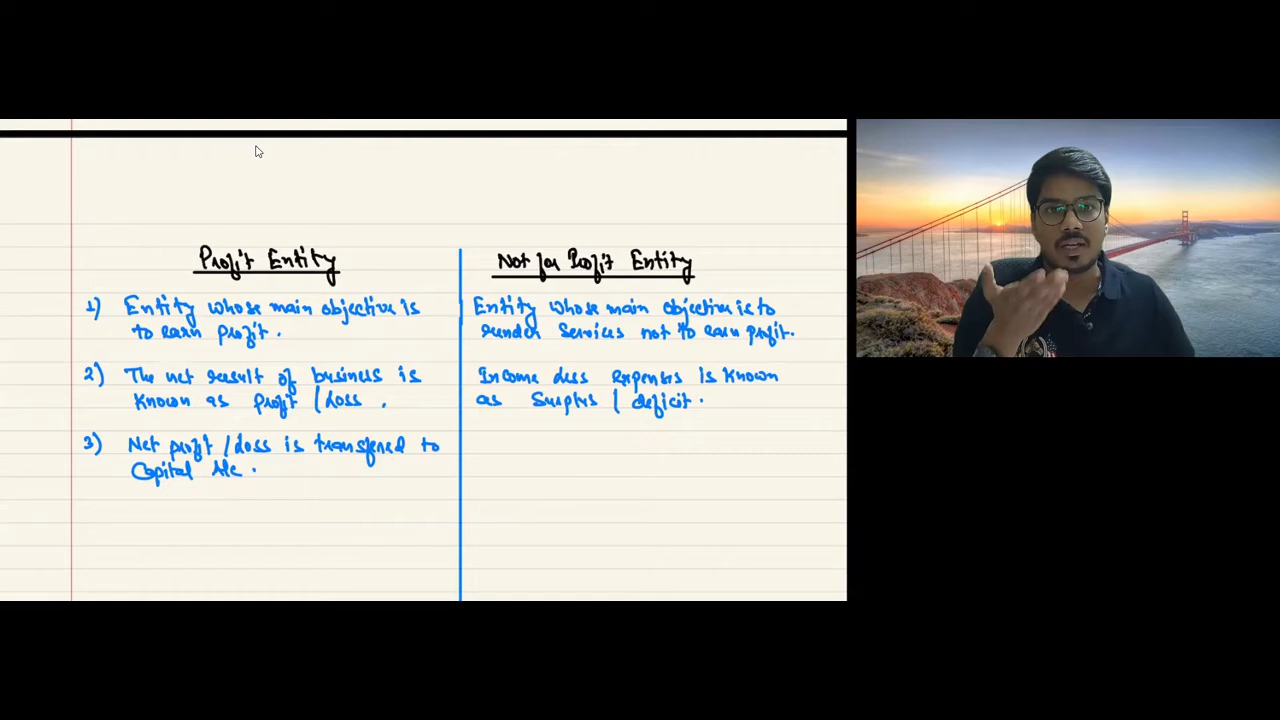 Profit Entity
1) Entity whose main objective is
to earn profit.
2) The net result of business is
known as profit / loss .
3) Net profit / loss is transferred to
Capital A/c .
Not for Profit Entity
Entity whose main objective is to
render services not to earn profit.
Income less expenses is known
as Surplus / deficit .